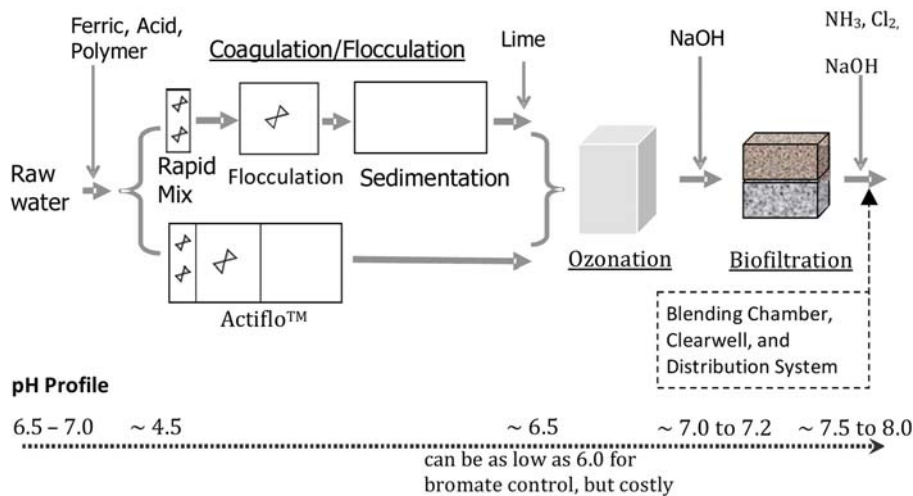 Ferric, Acid,
Polymer
Coagulation/Flocculation
Lime
NaOH
NH₃, Cl₂,
NaOH
Raw
water
Rapid
Mix
Flocculation
Sedimentation
Actiflo™
Ozonation
Biofiltration
Blending Chamber,
Clearwell, and
Distribution System
pH Profile
6.5 – 7.0
~ 4.5
~ 6.5
~ 7.0 to 7.2
~ 7.5 to 8.0
can be as low as 6.0 for
bromate control, but costly